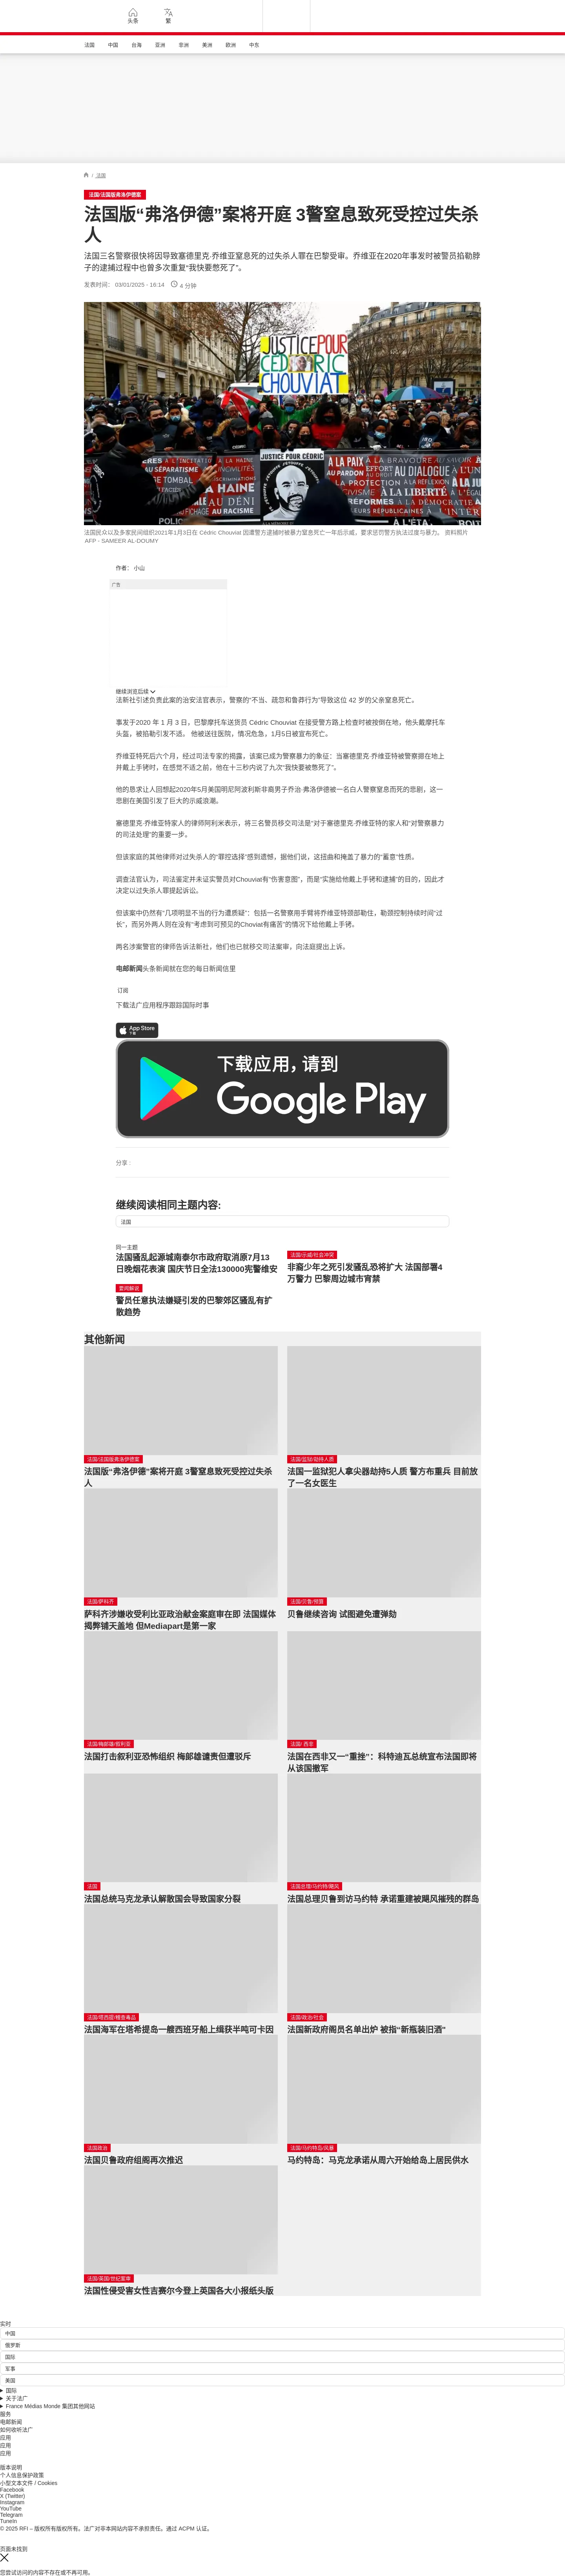 头条
繁
法国
中国
台海
亚洲
非洲
美洲
欧洲
中东
/ 法国
法国/法国版弗洛伊德案
法国版“弗洛伊德”案将开庭 3警窒息致死受控过失杀
人
法国三名警察很快将因导致塞德里克·乔维亚窒息死的过失杀人罪在巴黎受审。乔维亚在2020年事发时被警员掐勒脖
子的逮捕过程中也曾多次重复“我快要憋死了”。
发表时间： 03/01/2025 - 18:14
4 分钟
JUSTICE POUR
CÉDRIC
CHOUVIAT
JUSTICE POUR CÉDRIC
法国民众以及多家民间组织2021年1月3日在 Cédric Chouviat 因遭警方逮捕时被暴力窒息死亡一年后示威，要求惩罚警方执法过度与暴力。 资料照片
AFP - SAMEER AL-DOUMY
作者： 小山
广告
继续浏览后续
法新社引述负责此案的治安法官表示，警察的“不当、疏忽和鲁莽行为”导致这位 42 岁的父亲窒息死亡。
事发于2020 年 1 月 3 日，巴黎摩托车送货员 Cédric Chouviat 在接受警方路上检查时被按倒在地，他头戴摩托车
头盔，被掐勒引发不适。 他被送往医院，情况危急，1月5日被宣布死亡。
乔维亚特死后六个月，经过司法专家的揭露，该案已成为警察暴力的象征：当塞德里克·乔维亚特被警察摁在地上
并戴上手铐时，在感觉不适之前，他在十三秒内说了九次“我快要被憋死了”。
他的恳求让人回想起2020年5月美国明尼阿波利斯非裔男子乔治·弗洛伊德被一名白人警察窒息而死的悲剧，这一
悲剧在美国引发了巨大的示威浪潮。
塞德里克·乔维亚特家人的律师阿利米表示，将三名警员移交司法是“对于塞德里克·乔维亚特的家人和”对警察暴力
的司法处理”的重要一步。
但该家庭的其他律师对过失杀人的“罪控选择”感到遗憾，据他们说，这扭曲和掩盖了暴力的“蓄意”性质。
调查法官认为，司法鉴定并未证实警员对Chouviat有“伤害意图”，而是“实施给他戴上手铐和逮捕”的目的，因此才
决定以过失杀人罪提起诉讼。
但该案中仍然有“几项明显不当的行为遭质疑”：包括一名警察用手臂将乔维亚特颈部勒住，勒颈控制持续时间“过
长”，而另外两人则在没有“考虑到可预见的Choviat有痛苦”的情况下给他戴上手铐。
两名涉案警官的律师告诉法新社，他们也已就移交司法案审，向法庭提出上诉。
电邮新闻头条新闻就在您的每日新闻信里
订阅
下载法广应用程序跟踪国际时事
App Store
下载
下载应用，请到
Google Play
分享 :
继续阅读相同主题内容:
法国
同一主题
法国骚乱起源城南泰尔市政府取消原7月13
日晚烟花表演 国庆节日全法130000宪警维安
法国/示威/社会冲突
非裔少年之死引发骚乱恐将扩大 法国部署4
万警力 巴黎周边城市宵禁
要闻解说
警员任意执法嫌疑引发的巴黎郊区骚乱有扩
散趋势
其他新闻
法国/法国版弗洛伊德案
法国版“弗洛伊德”案将开庭 3警窒息致死受控过失杀
人
法国/监狱/劫持人质
法国一监狱犯人拿尖器劫持5人质 警方布重兵 目前放
了一名女医生
法国/萨科齐
萨科齐涉嫌收受利比亚政治献金案庭审在即 法国媒体
揭弊铺天盖地 但Mediapart是第一家
法国/贝鲁/预算
贝鲁继续咨询 试图避免遭弹劾
法国/梅郎雄/叙利亚
法国打击叙利亚恐怖组织 梅郎雄谴责但遭驳斥
法国/ 西非
法国在西非又一“重挫”：科特迪瓦总统宣布法国即将
从该国撤军
法国
法国总统马克龙承认解散国会导致国家分裂
法国总理/马约特/飓风
法国总理贝鲁到访马约特 承诺重建被飓风摧残的群岛
法国/塔西提/稽查毒品
法国海军在塔希提岛一艘西班牙船上缉获半吨可卡因
法国/政治/社会
法国新政府阁员名单出炉 被指“新瓶装旧酒”
法国政治
法国贝鲁政府组阁再次推迟
法国/马约特岛/风暴
马约特岛：马克龙承诺从周六开始给岛上居民供水
法国/英国/世纪案审
法国性侵受害女性吉赛尔今登上英国各大小报纸头版
实时
中国
俄罗斯
国际
军事
美国
国际
关于法广
France Médias Monde 集团其他网站
服务
电邮新闻
如何收听法广
应用
应用
应用
版本说明
个人信息保护政策
小型文本文件 / Cookies
Facebook
X (Twitter)
Instagram
YouTube
Telegram
TuneIn
© 2025 RFI – 版权所有版权所有。法广对非本网站内容不承担责任。通过 ACPM 认证。
页面未找到
您尝试访问的内容不存在或不再可用。